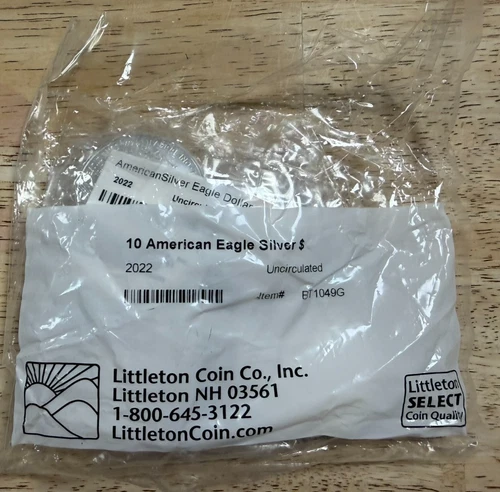 AmericanSilver Eagle Dollar
2022
10 American Eagle Silver $
2022 Uncirculated
Item# BI1049G
Littleton Coin Co., Inc.
Littleton NH 03561
1-800-645-3122
LittletonCoin.com
Littleton
SELECT
Coin Quality